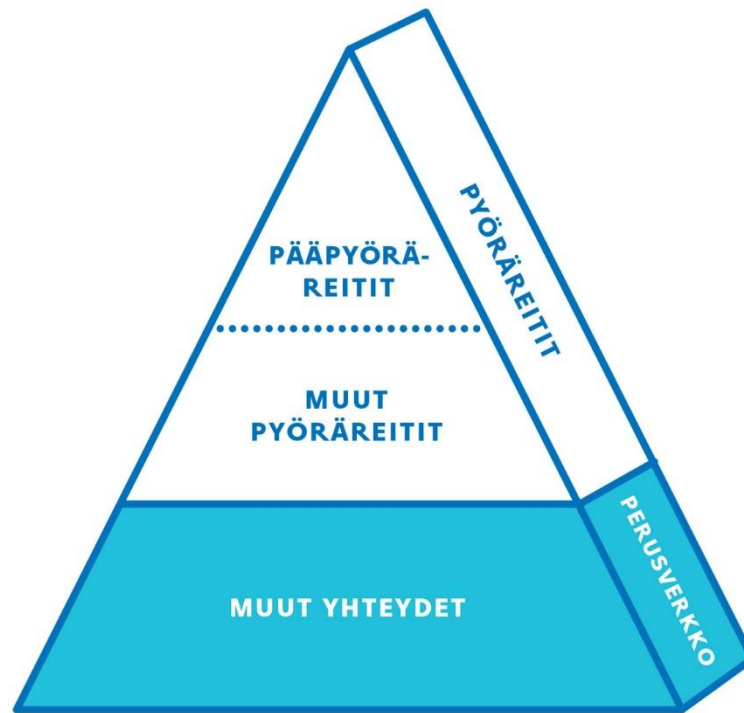 PÄÄPYÖRÄ-
REITIT
MUUT
PYÖRÄREITIT
MUUT YHTEYDET
PYÖRÄREITIT
PERUSVERKKO